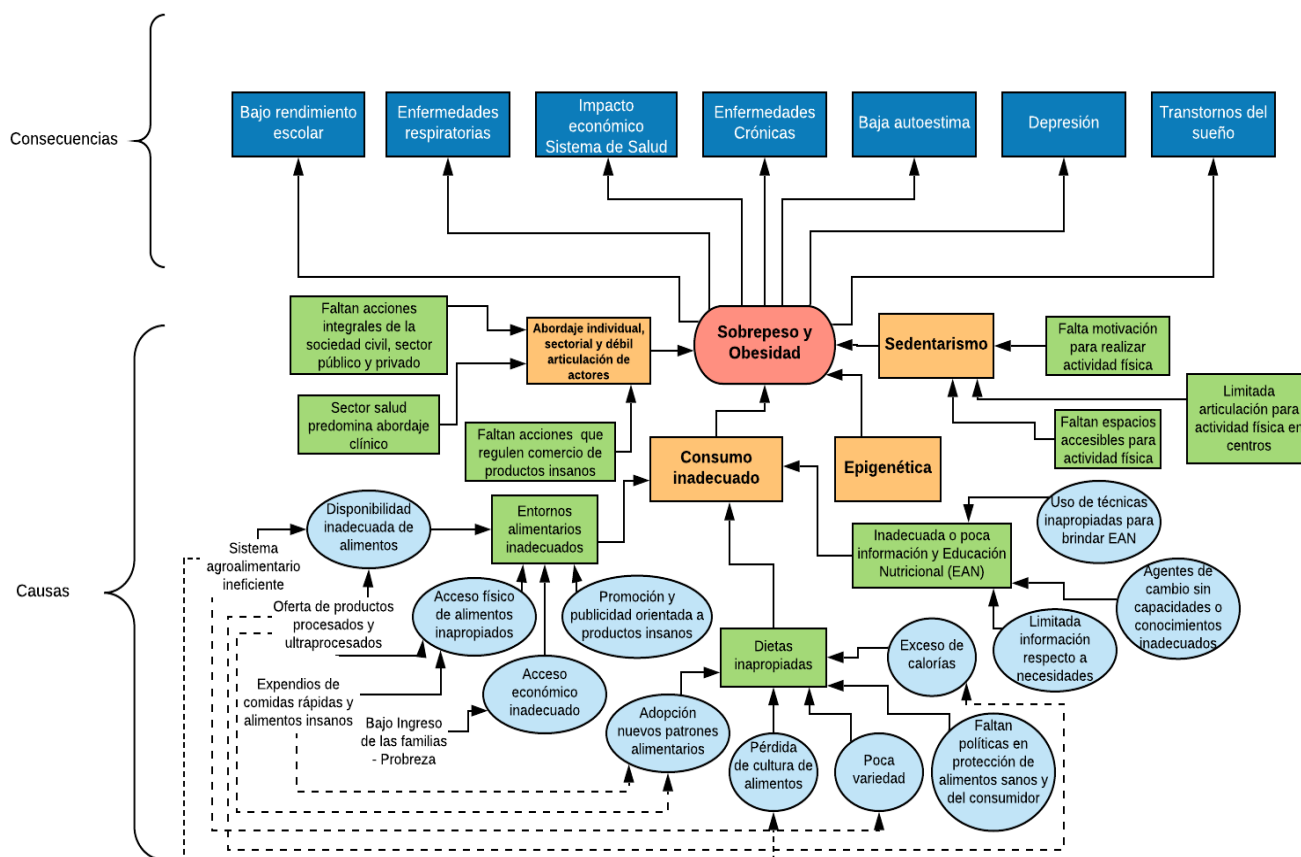 Consecuencias
Bajo rendimiento
escolar
Enfermedades
respiratorias
Impacto
económico
Sistema de Salud
Enfermedades
Crónicas
Baja autoestima
Depresión
Transtornos del
sueño
Causas
Faltan acciones
integrales de la
sociedad civil, sector
público y privado
Abordaje individual,
sectorial y débil
articulación de
actores
Sobrepeso y
Obesidad
Sedentarismo
Falta motivación
para realizar
actividad física
Sector salud
predomina abordaje
clínico
Faltan acciones que
regulen comercio de
productos insanos
Consumo
inadecuado
Epigenética
Faltan espacios
accesibles para
actividad física
Limitada
articulación para
actividad física en
centros
Disponibilidad
inadecuada de
alimentos
Entornos
alimentarios
inadecuados
Inadecuada o poca
información y Educación
Nutricional (EAN)
Uso de técnicas
inapropiadas para
brindar EAN
Sistema
agroalimentario
ineficiente
Oferta de productos
procesados y
ultraprocesados
Acceso físico
de alimentos
inapropiados
Promoción y
publicidad orientada a
productos insanos
Agentes de
cambio sin
capacidades o
conocimientos
inadecuados
Limitada
información
respecto a
necesidades
Dietas
inapropiadas
Exceso de
calorías
Expendios de
comidas rápidas y
alimentos insanos
Acceso
económico
inadecuado
Bajo Ingreso
de las familias
- Probreza
Adopción
nuevos patrones
alimentarios
Pérdida
de cultura de
alimentos
Poca
variedad
Faltan
políticas en
protección de
alimentos sanos y
del consumidor